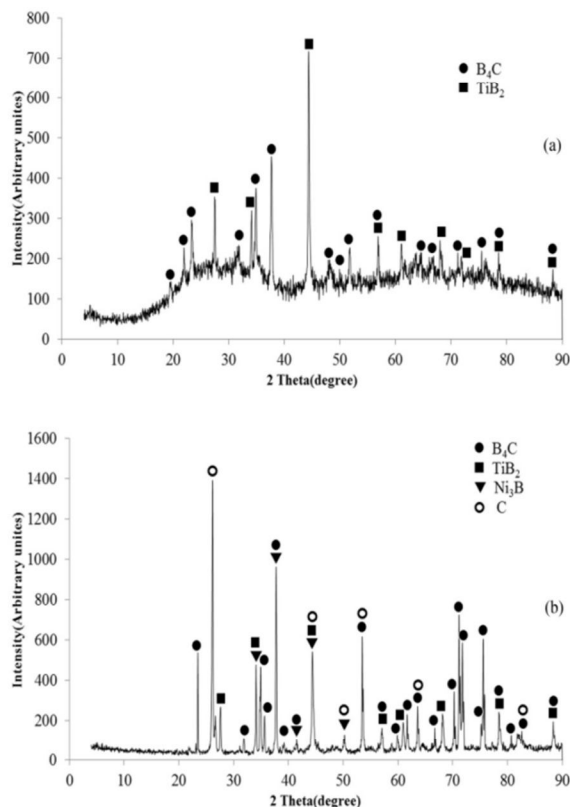 800
700
600
500
400
300
200
100
0
Intensity(Arbitrary unites)
B₄C
TiB₂
(a)
0 10 20 30 40 50 60 70 80 90
2 Theta(degree)
1600
1400
1200
1000
800
600
400
200
0
Intensity (Arbitrary unites)
B₄C
TiB₂
Ni₃B
C
(b)
0 10 20 30 40 50 60 70 80 90
2 Theta(degree)